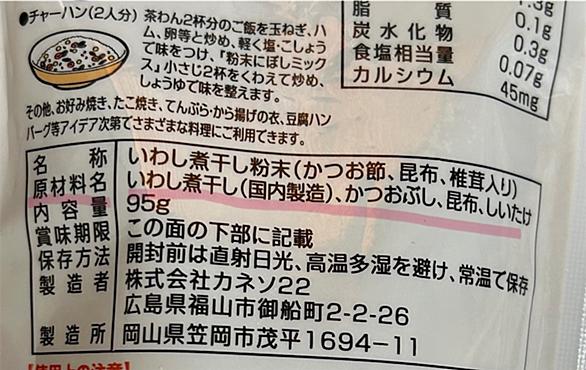 ●チャーハン(2人分) 茶わん2杯分のご飯を玉ねぎ、ハ
ム、卵等と炒め、軽く塩・こしょう
で味をつけ、『粉末にぼしミック
ス』小さじ2杯をくわえて炒め、
しょうゆで味を整えます。
その他、お好み焼き、たこ焼き、てんぷら・から揚げの衣、豆腐ハン
バーグ等アイデア次第でさまざまな料理にご利用できます。
脂質 1.3g
炭水化物 0.1g
食塩相当量 0.3g
カルシウム 0.07g
45mg
名称 いわし煮干し粉末(かつお節、昆布、椎茸入り)
原材料名 いわし煮干し(国内製造)、かつおぶし、昆布、しいたけ
内容量 95g
賞味期限 この面の下部に記載
保存方法 開封前は直射日光、高温多湿を避け、常温で保存
製造者 株式会社カネソ22
広島県福山市御船町2-2-26
製造所 岡山県笠岡市茂平1694-11
【使用上の注意】